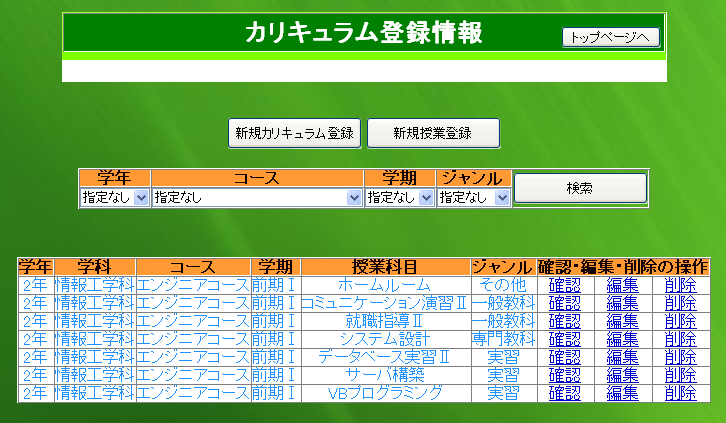 カリキュラム登録情報
トップページへ
新規カリキュラム登録 新規授業登録
学年 コース 学期 ジャンル
指定なし 指定なし 指定なし 指定なし 検索
学年 学科 コース 学期 授業科目 ジャンル 確認・編集・削除の操作
2年 情報工学科 エンジニアコース 前期Ⅰ ホームルーム その他 確認 編集 削除
2年 情報工学科 エンジニアコース 前期Ⅰ コミュニケーション演習Ⅱ 一般教科 確認 編集 削除
2年 情報工学科 エンジニアコース 前期Ⅰ 就職指導Ⅱ 一般教科 確認 編集 削除
2年 情報工学科 エンジニアコース 前期Ⅰ システム設計 専門教科 確認 編集 削除
2年 情報工学科 エンジニアコース 前期Ⅰ データベース実習Ⅱ 実習 確認 編集 削除
2年 情報工学科 エンジニアコース 前期Ⅰ サーバ構築 実習 確認 編集 削除
2年 情報工学科 エンジニアコース 前期Ⅰ VBプログラミング 実習 確認 編集 削除